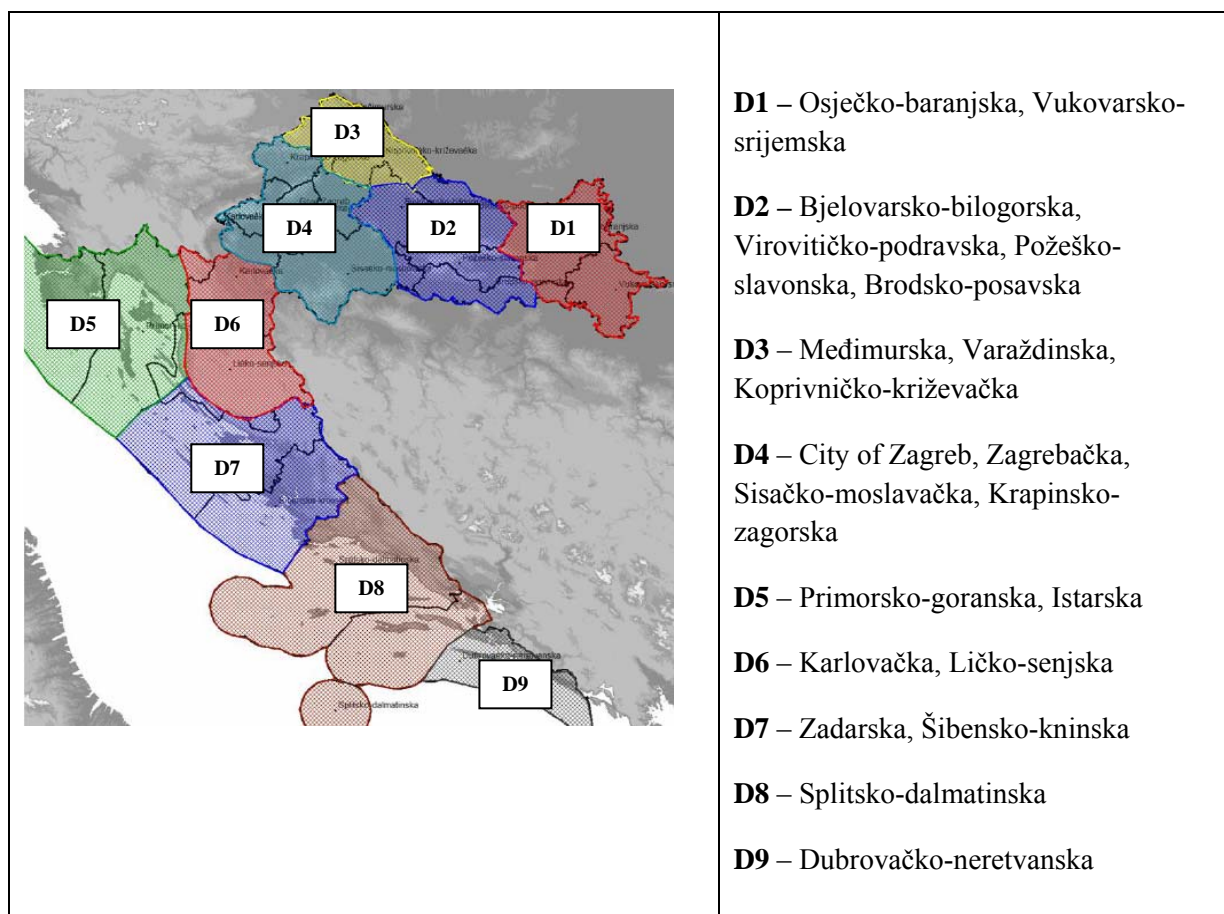 D3
D4
D2
D1
D5
D6
D7
D8
D9
Splitsko-dalmatinska
Splitsko-dalmatinska
D1 – Osječko-baranjska, Vukovarsko-
srijemska
D2 – Bjelovarsko-bilogorska,
Virovitičko-podravska, Požeško-
slavonska, Brodsko-posavska
D3 – Međimurska, Varaždinska,
Koprivničko-križevačka
D4 – City of Zagreb, Zagrebačka,
Sisačko-moslavačka, Krapinsko-
zagorska
D5 – Primorsko-goranska, Istarska
D6 – Karlovačka, Ličko-senjska
D7 – Zadarska, Šibensko-kninska
D8 – Splitsko-dalmatinska
D9 – Dubrovačko-neretvanska